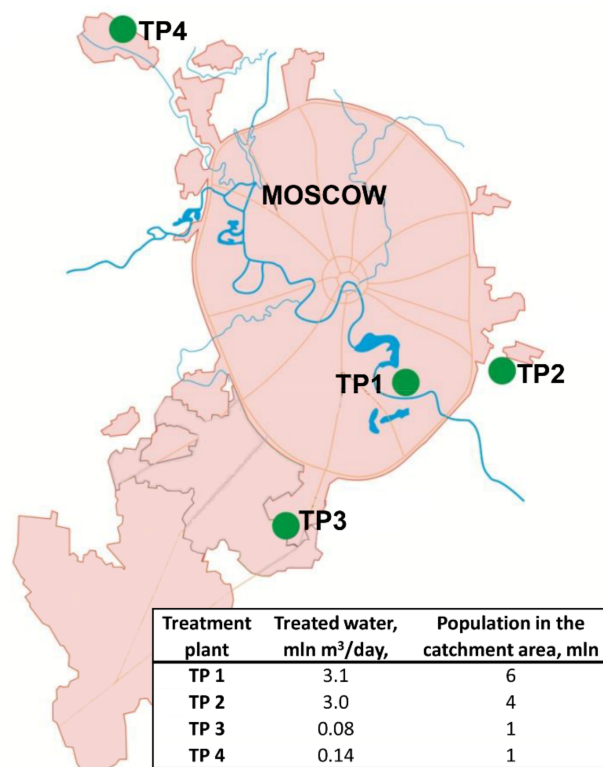 TP4
MOSCOW
TP1
TP2
TP3
Treatment plant Treated water, mln m³/day, Population in the catchment area, mln
TP 1 3.1 6
TP 2 3.0 4
TP 3 0.08 1
TP 4 0.14 1